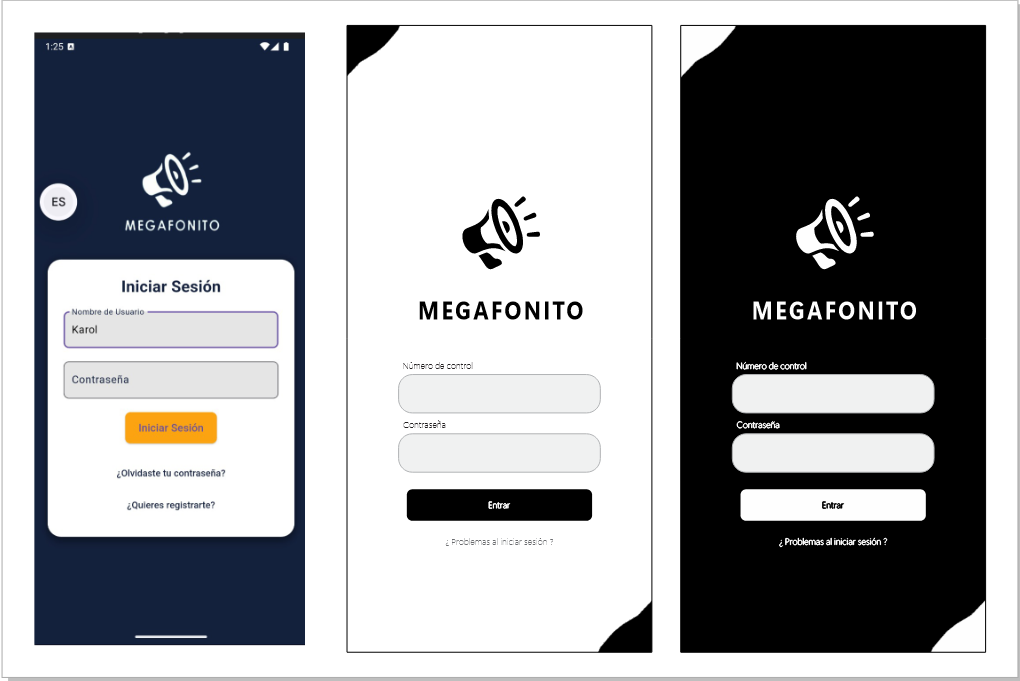 1:25
ES
MEGAFONITO
Iniciar Sesión
Nombre de Usuario
Karol
Contraseña
Iniciar Sesión
¿Olvidaste tu contraseña?
¿Quieres registrarte?
MEGAFONITO
Número de control
Contraseña
Entrar
¿ Problemas al iniciar sesión ?
MEGAFONITO
Número de control
Contraseña
Entrar
¿ Problemas al iniciar sesión ?